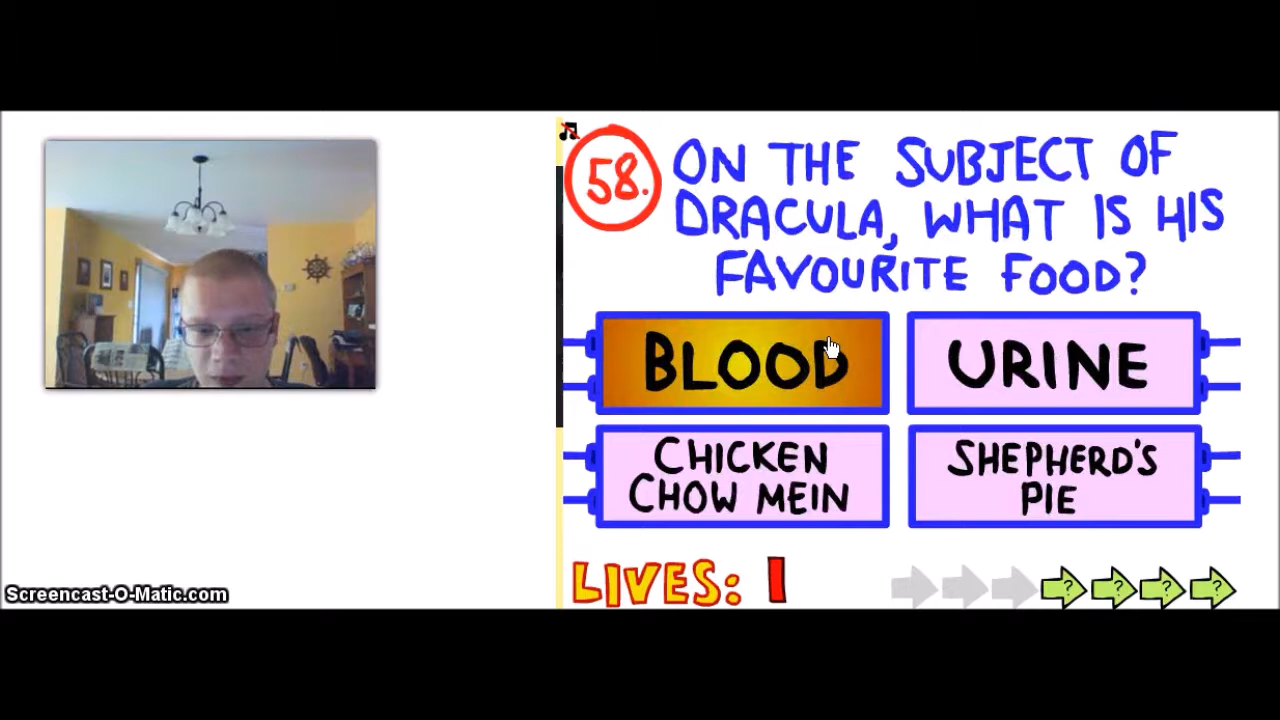 58. ON THE SUBJECT OF
DRACULA, WHAT IS HIS
FAVOURITE FOOD?
BLOOD
URINE
CHICKEN
CHOW MEIN
SHEPHERD'S
PIE
LIVES: 1
? ? ? ?
Screencast-O-Matic.com